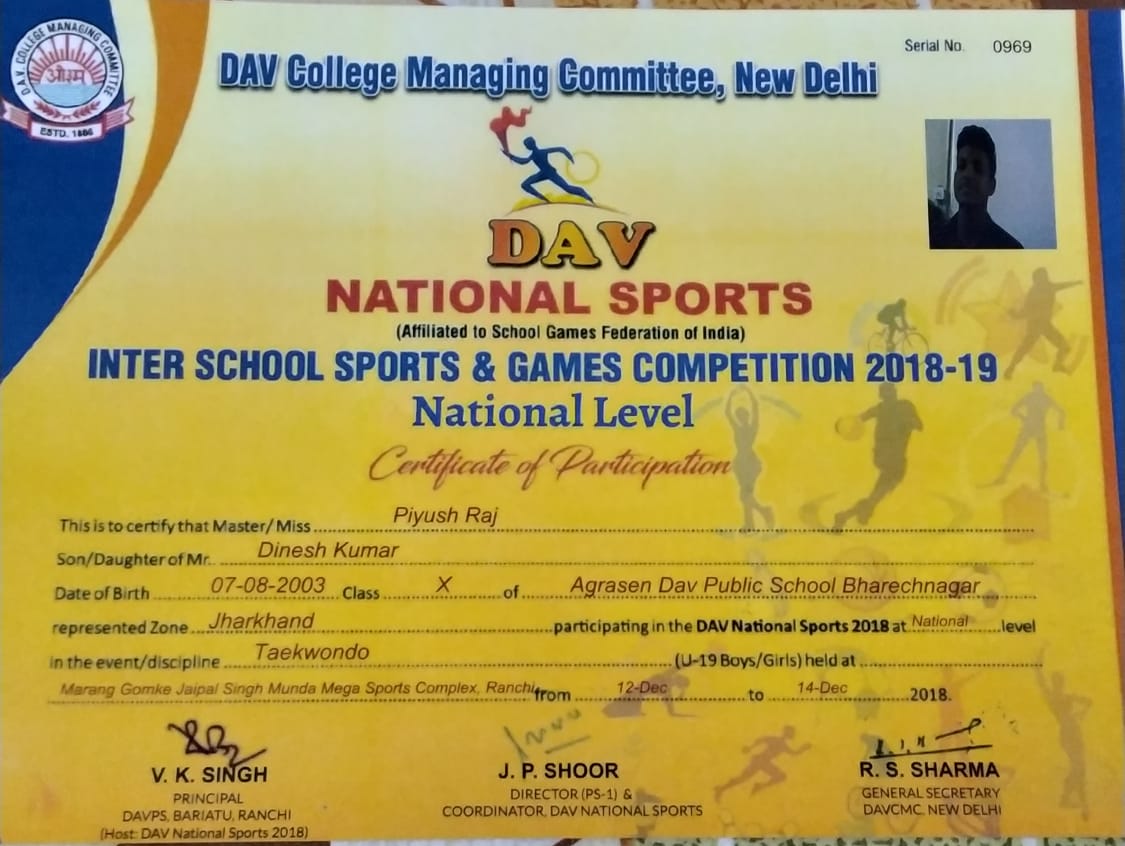 Serial No. 0969
D.A.V. COLLEGE MANAGING COMMITTEE
ओ३म्
ESTD. 1886
DAV College Managing Committee, New Delhi
DAV
NATIONAL SPORTS
(Affiliated to School Games Federation of India)
INTER SCHOOL SPORTS & GAMES COMPETITION 2018-19
National Level
Certificate of Participation
This is to certify that Master/ Miss Piyush Raj
Son/Daughter of Mr. Dinesh Kumar
Date of Birth 07-08-2003 Class X of Agrasen Dav Public School Bharechnagar
represented Zone Jharkhand participating in the DAV National Sports 2018 at National level
in the event/discipline Taekwondo (U-19 Boys/Girls) held at
Marang Gomke Jaipal Singh Munda Mega Sports Complex, Ranchi from 12-Dec to 14-Dec 2018.
V. K. SINGH
PRINCIPAL
DAVPS, BARIATU, RANCHI
(Host: DAV National Sports 2018)
J. P. SHOOR
DIRECTOR (PS-1) &
COORDINATOR, DAV NATIONAL SPORTS
R. S. SHARMA
GENERAL SECRETARY
DAVCMC, NEW DELHI